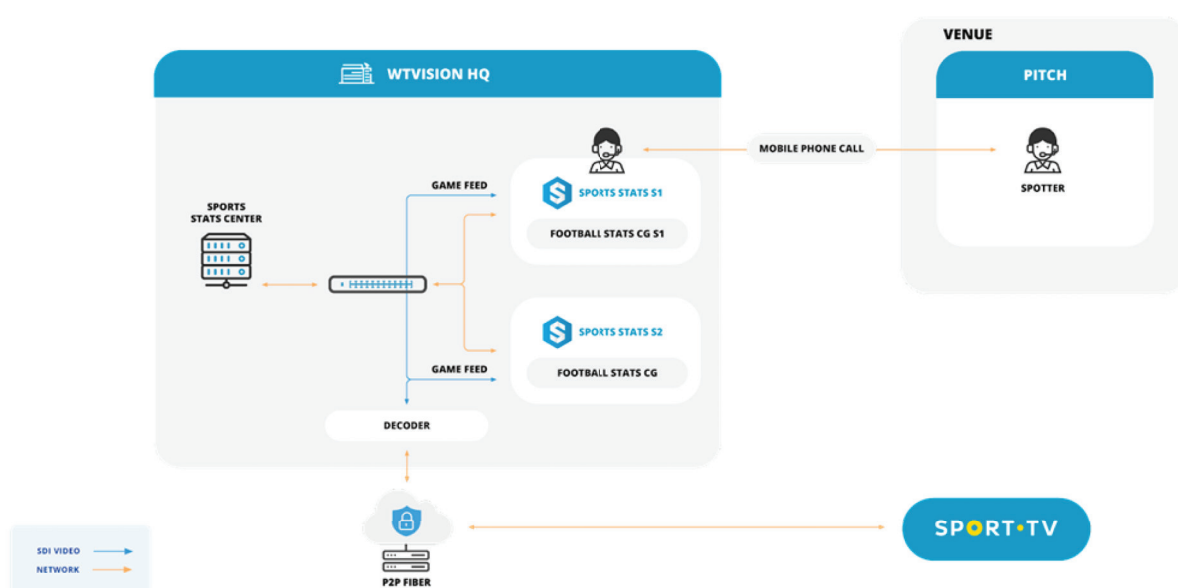 VENUE
WTVISION HQ
PITCH
MOBILE PHONE CALL
SPOTTER
GAME FEED
SPORTS STATS S1
FOOTBALL STATS CG S1
SPORTS
STATS CENTER
SPORTS STATS S2
GAME FEED
FOOTBALL STATS CG
DECODER
SPORT•TV
SDI VIDEO
NETWORK
P2P FIBER